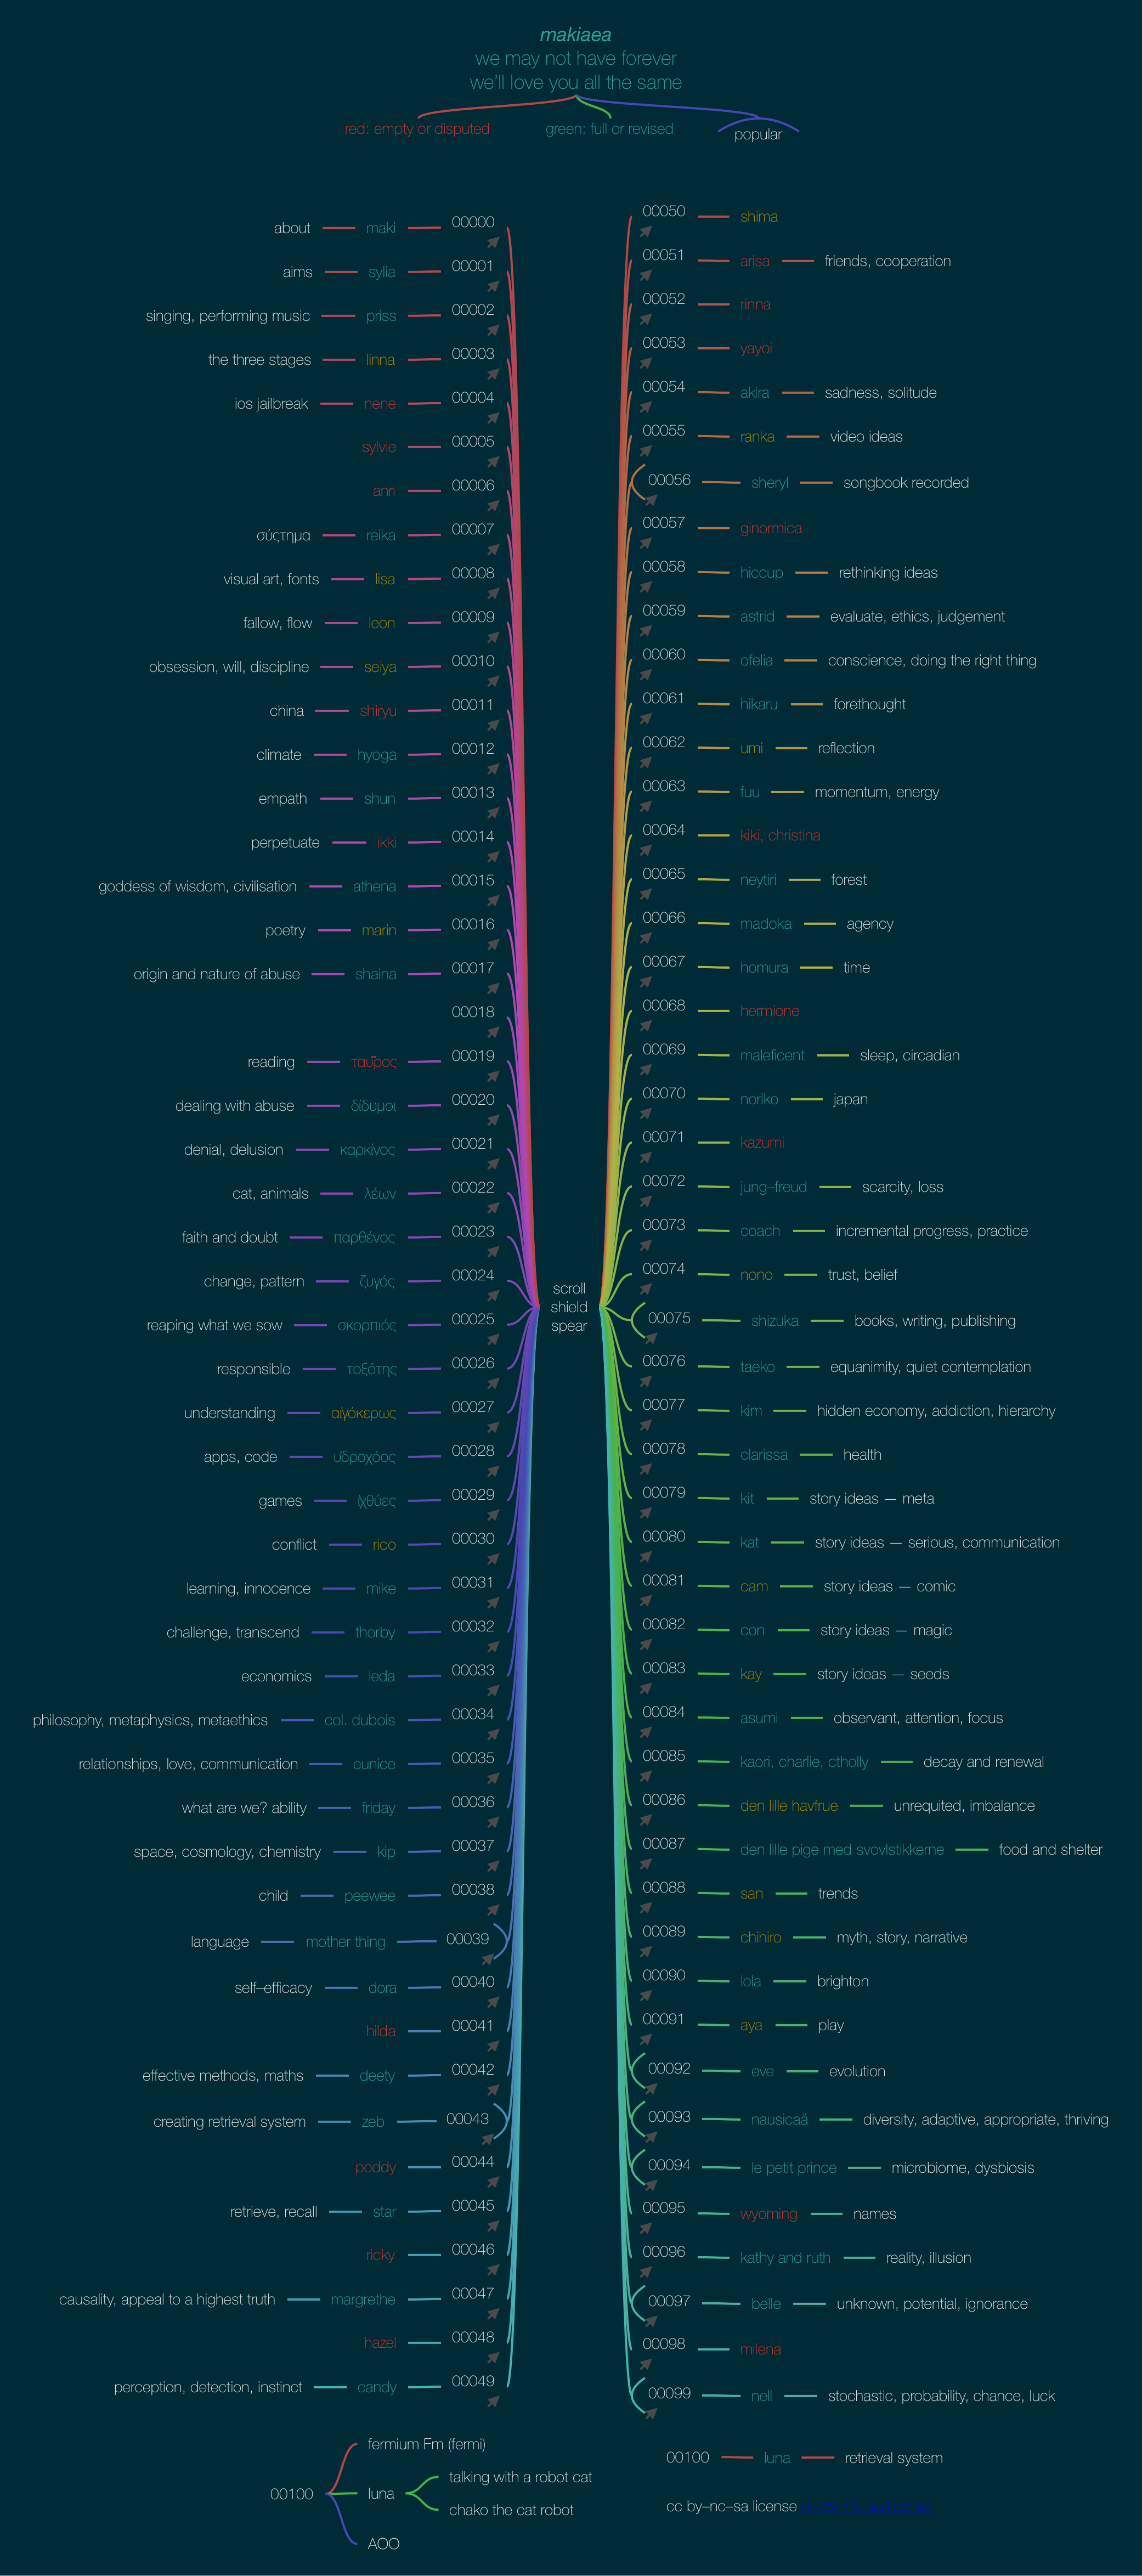 makiaea
we may not have forever
we'll love you all the same
red: empty or disputed
green: full or revised
popular
about maki 00000
aims sylia 00001
singing, performing music priss 00002
the three stages linna 00003
ios jailbreak nene 00004
sylvie 00005
anri 00006
σύςτημα reika 00007
visual art, fonts lisa 00008
fallow, flow leon 00009
obsession, will, discipline seiya 00010
china shiryu 00011
climate hyoga 00012
empath shun 00013
perpetuate ikki 00014
goddess of wisdom, civilisation athena 00015
poetry marin 00016
origin and nature of abuse shaina 00017
00018
reading ταῦρος 00019
dealing with abuse δίδυμοι 00020
denial, delusion καρκίνος 00021
cat, animals λέων 00022
faith and doubt παρθένος 00023
change, pattern ζυγός 00024
reaping what we sow σκορπιός 00025
responsible τοξότης 00026
understanding αἰγόκερως 00027
apps, code ὑδροχόος 00028
games ἰχθύες 00029
conflict rico 00030
learning, innocence mike 00031
challenge, transcend thorby 00032
economics leda 00033
philosophy, metaphysics, metaethics col. dubois 00034
relationships, love, communication eunice 00035
what are we? ability friday 00036
space, cosmology, chemistry kip 00037
child peewee 00038
language mother thing 00039
self–efficacy dora 00040
hilda 00041
effective methods, maths deety 00042
creating retrieval system zeb 00043
poddy 00044
retrieve, recall star 00045
ricky 00046
causality, appeal to a highest truth margrethe 00047
hazel 00048
perception, detection, instinct candy 00049
scroll
shield
spear
00050 shima
00051 arisa friends, cooperation
00052 rinna
00053 yayoi
00054 akira sadness, solitude
00055 ranka video ideas
00056 sheryl songbook recorded
00057 ginormica
00058 hiccup rethinking ideas
00059 astrid evaluate, ethics, judgement
00060 ofelia conscience, doing the right thing
00061 hikaru forethought
00062 umi reflection
00063 fuu momentum, energy
00064 kiki, christina
00065 neytiri forest
00066 madoka agency
00067 homura time
00068 hermione
00069 maleficent sleep, circadian
00070 noriko japan
00071 kazumi
00072 jung–freud scarcity, loss
00073 coach incremental progress, practice
00074 nono trust, belief
00075 shizuka books, writing, publishing
00076 taeko equanimity, quiet contemplation
00077 kim hidden economy, addiction, hierarchy
00078 clarissa health
00079 kit story ideas — meta
00080 kat story ideas — serious, communication
00081 cam story ideas — comic
00082 con story ideas — magic
00083 kay story ideas — seeds
00084 asumi observant, attention, focus
00085 kaori, charlie, ctholly decay and renewal
00086 den lille havfrue unrequited, imbalance
00087 den lille pige med svovlstikkerne food and shelter
00088 san trends
00089 chihiro myth, story, narrative
00090 lola brighton
00091 aya play
00092 eve evolution
00093 nausicaä diversity, adaptive, appropriate, thriving
00094 le petit prince microbiome, dysbiosis
00095 wyoming names
00096 kathy and ruth reality, illusion
00097 belle unknown, potential, ignorance
00098 milena
00099 nell stochastic, probability, chance, luck
00100
fermium Fm (fermi)
luna
talking with a robot cat
chako the cat robot
AOO
00100 luna retrieval system
cc by–nc–sa license cc by–nc–sa license